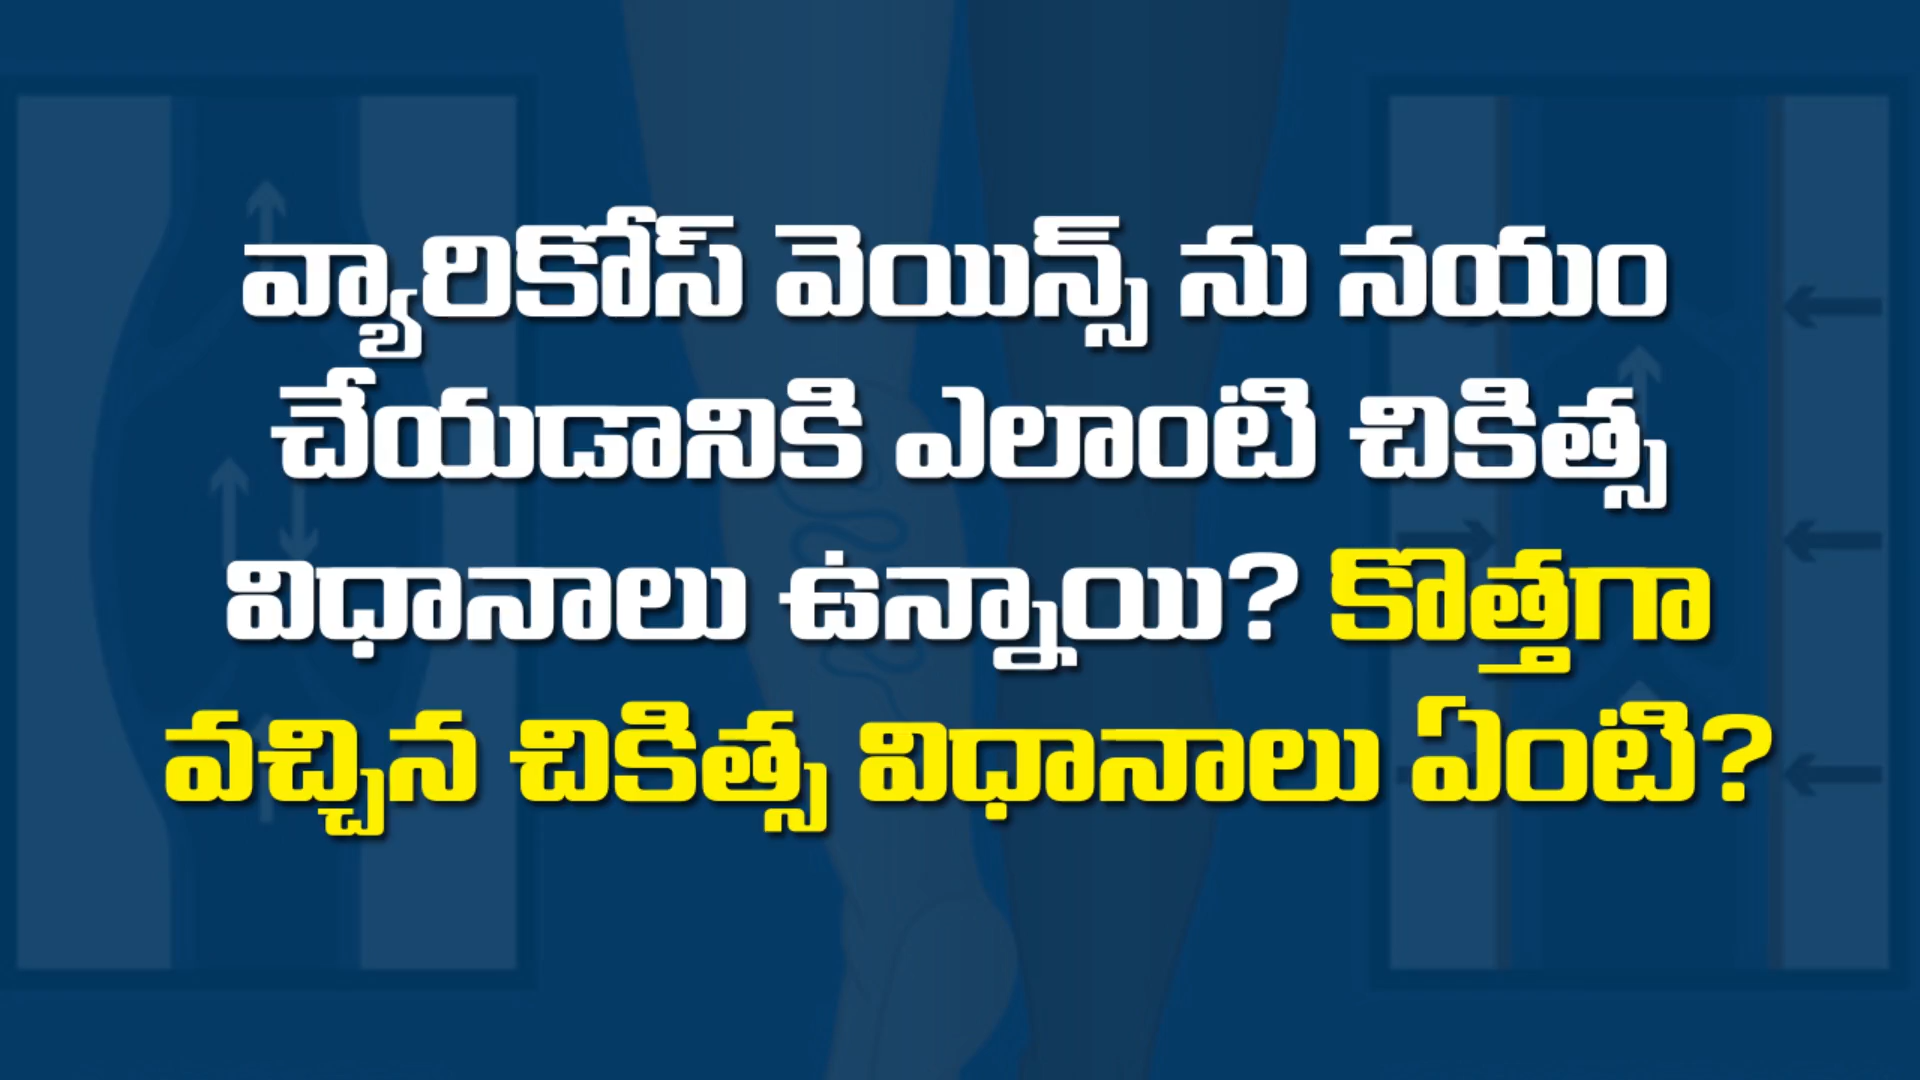 వ్యారికోస్ వెయిన్స్ ను నయం
చేయడానికి ఎలాంటి చికిత్స
విధానాలు ఉన్నాయి? కొత్తగా
వచ్చిన చికిత్స విధానాలు ఏంటి?